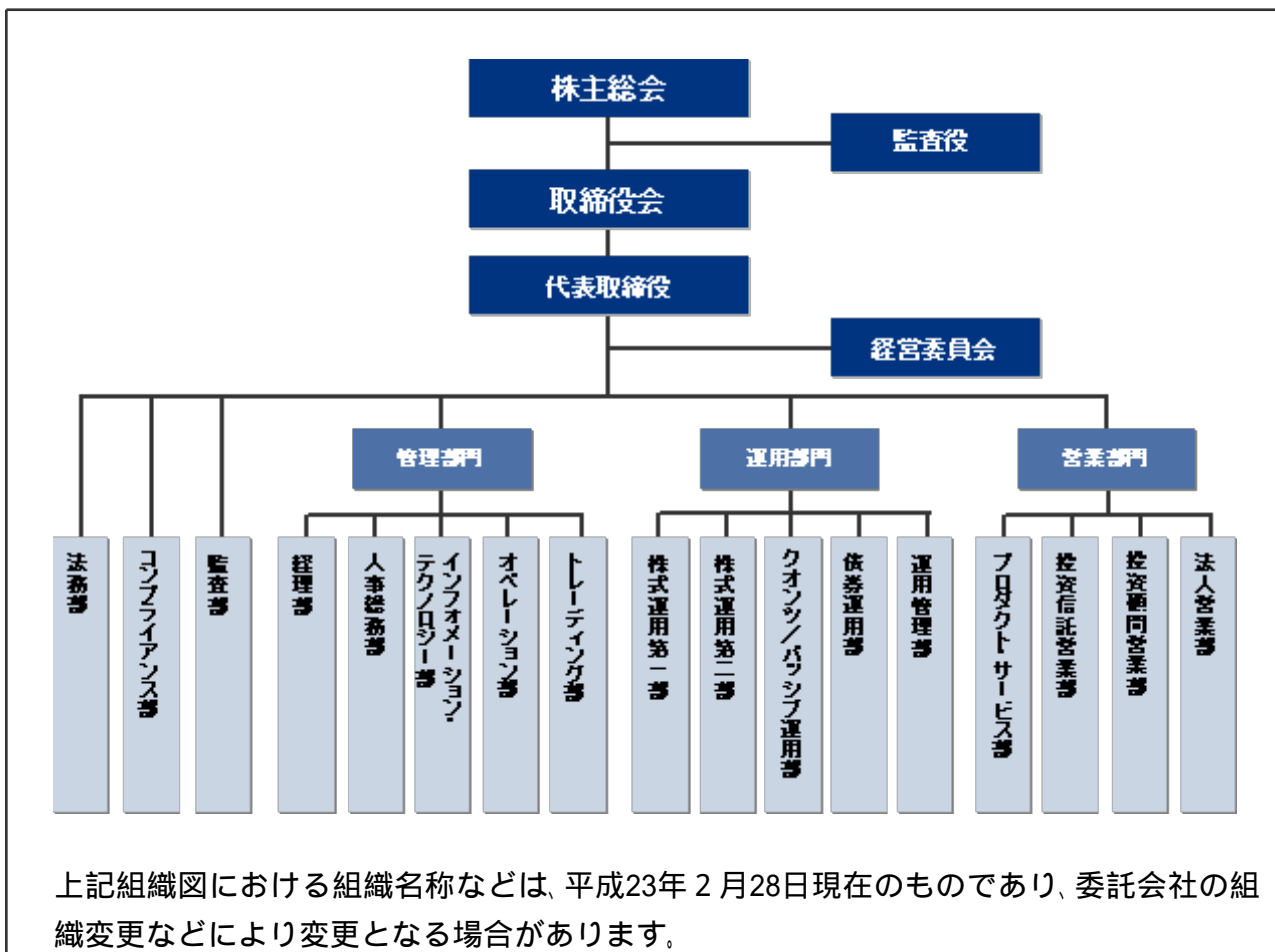 株主総会
監査役
取締役会
代表取締役
経営委員会
管理部門
運用部門
営業部門
法務部
コンプライアンス部
監査部
経理部
人事総務部
インフォメーション・
テクノロジー部
オペレーション部
トレーディング部
株式運用第一部
株式運用第二部
クオンツ/パッシブ運用部
債券運用部
運用管理部
プロダクトサービス部
投資信託営業部
投資顧問営業部
法人営業部
上記組織図における組織名称などは、平成23年2月28日現在のものであり、委託会社の組
織変更などにより変更となる場合があります。